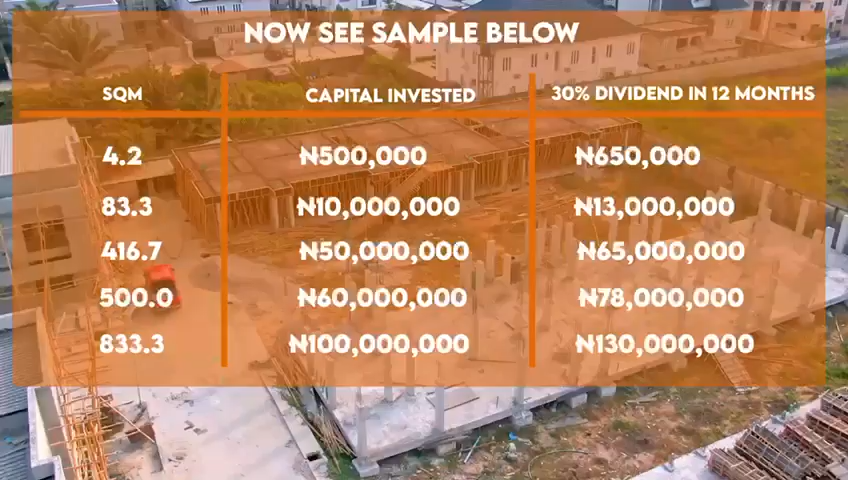 NOW SEE SAMPLE BELOW
SQM CAPITAL INVESTED 30% DIVIDEND IN 12 MONTHS
4.2 ₦500,000 ₦650,000
83.3 ₦10,000,000 ₦13,000,000
416.7 ₦50,000,000 ₦65,000,000
500.0 ₦60,000,000 ₦78,000,000
833.3 ₦100,000,000 ₦130,000,000